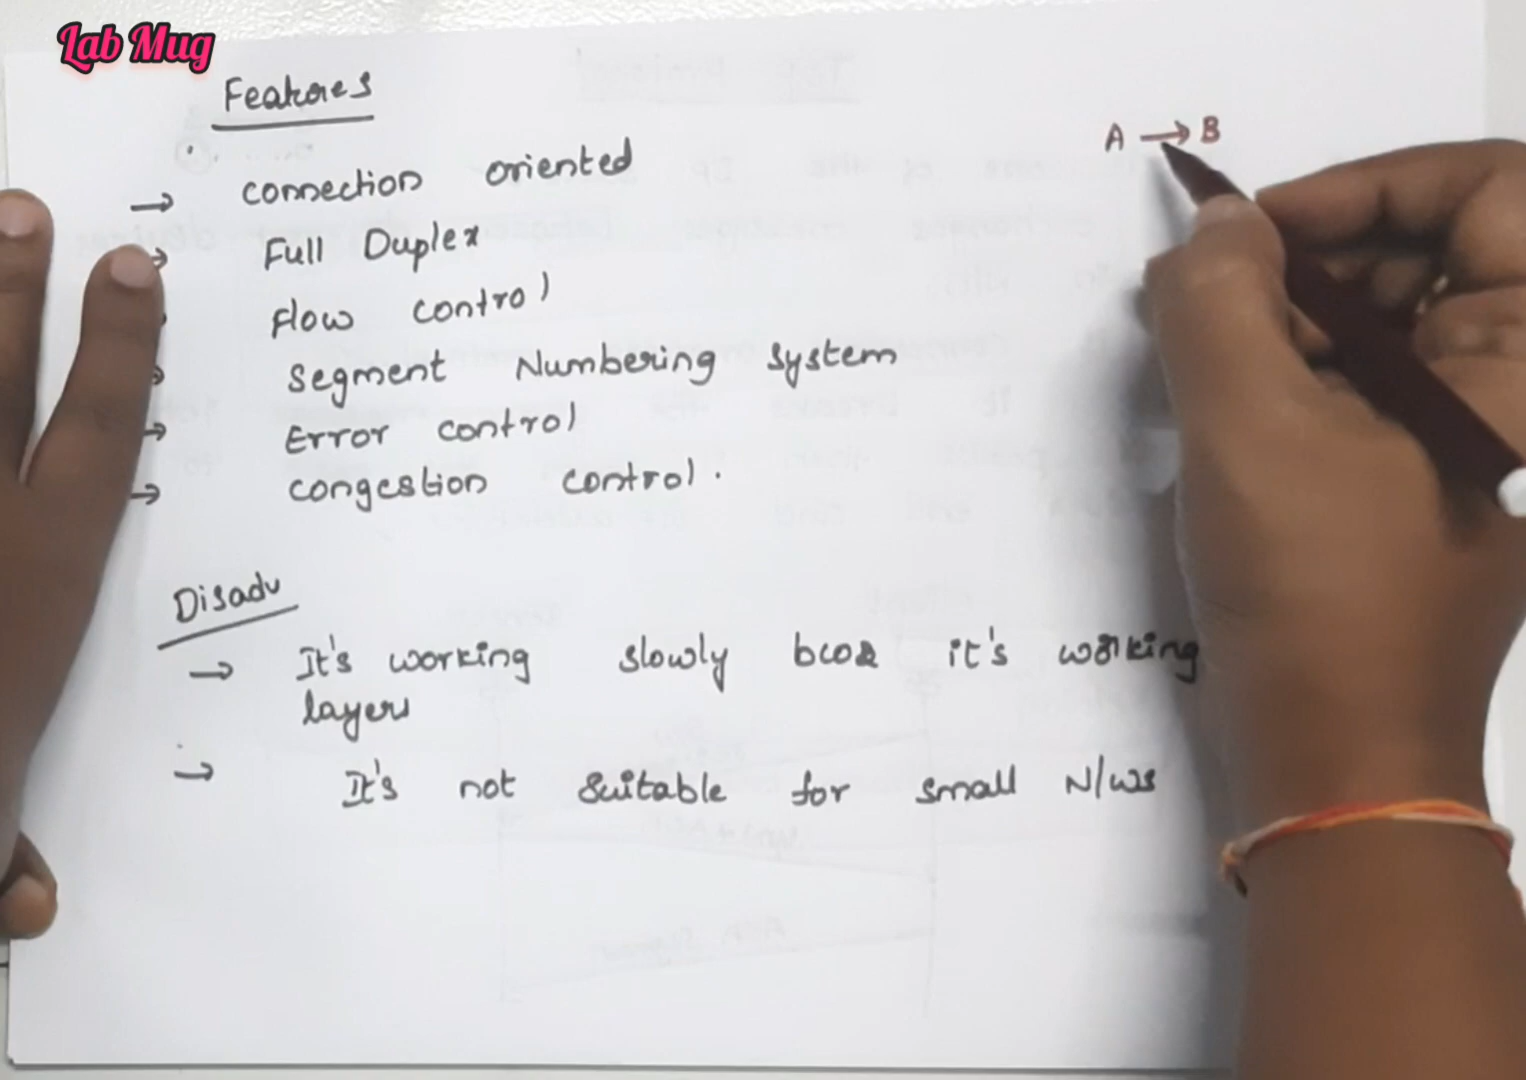 Lab Mug
Features
A → B
→ connection oriented
→ Full Duplex
Flow control
→ Segment Numbering system
→ Error control
→ congestion control.
Disadv
→ It's working slowly bcoz it's working
layers
→ It's not suitable for small N/Ws